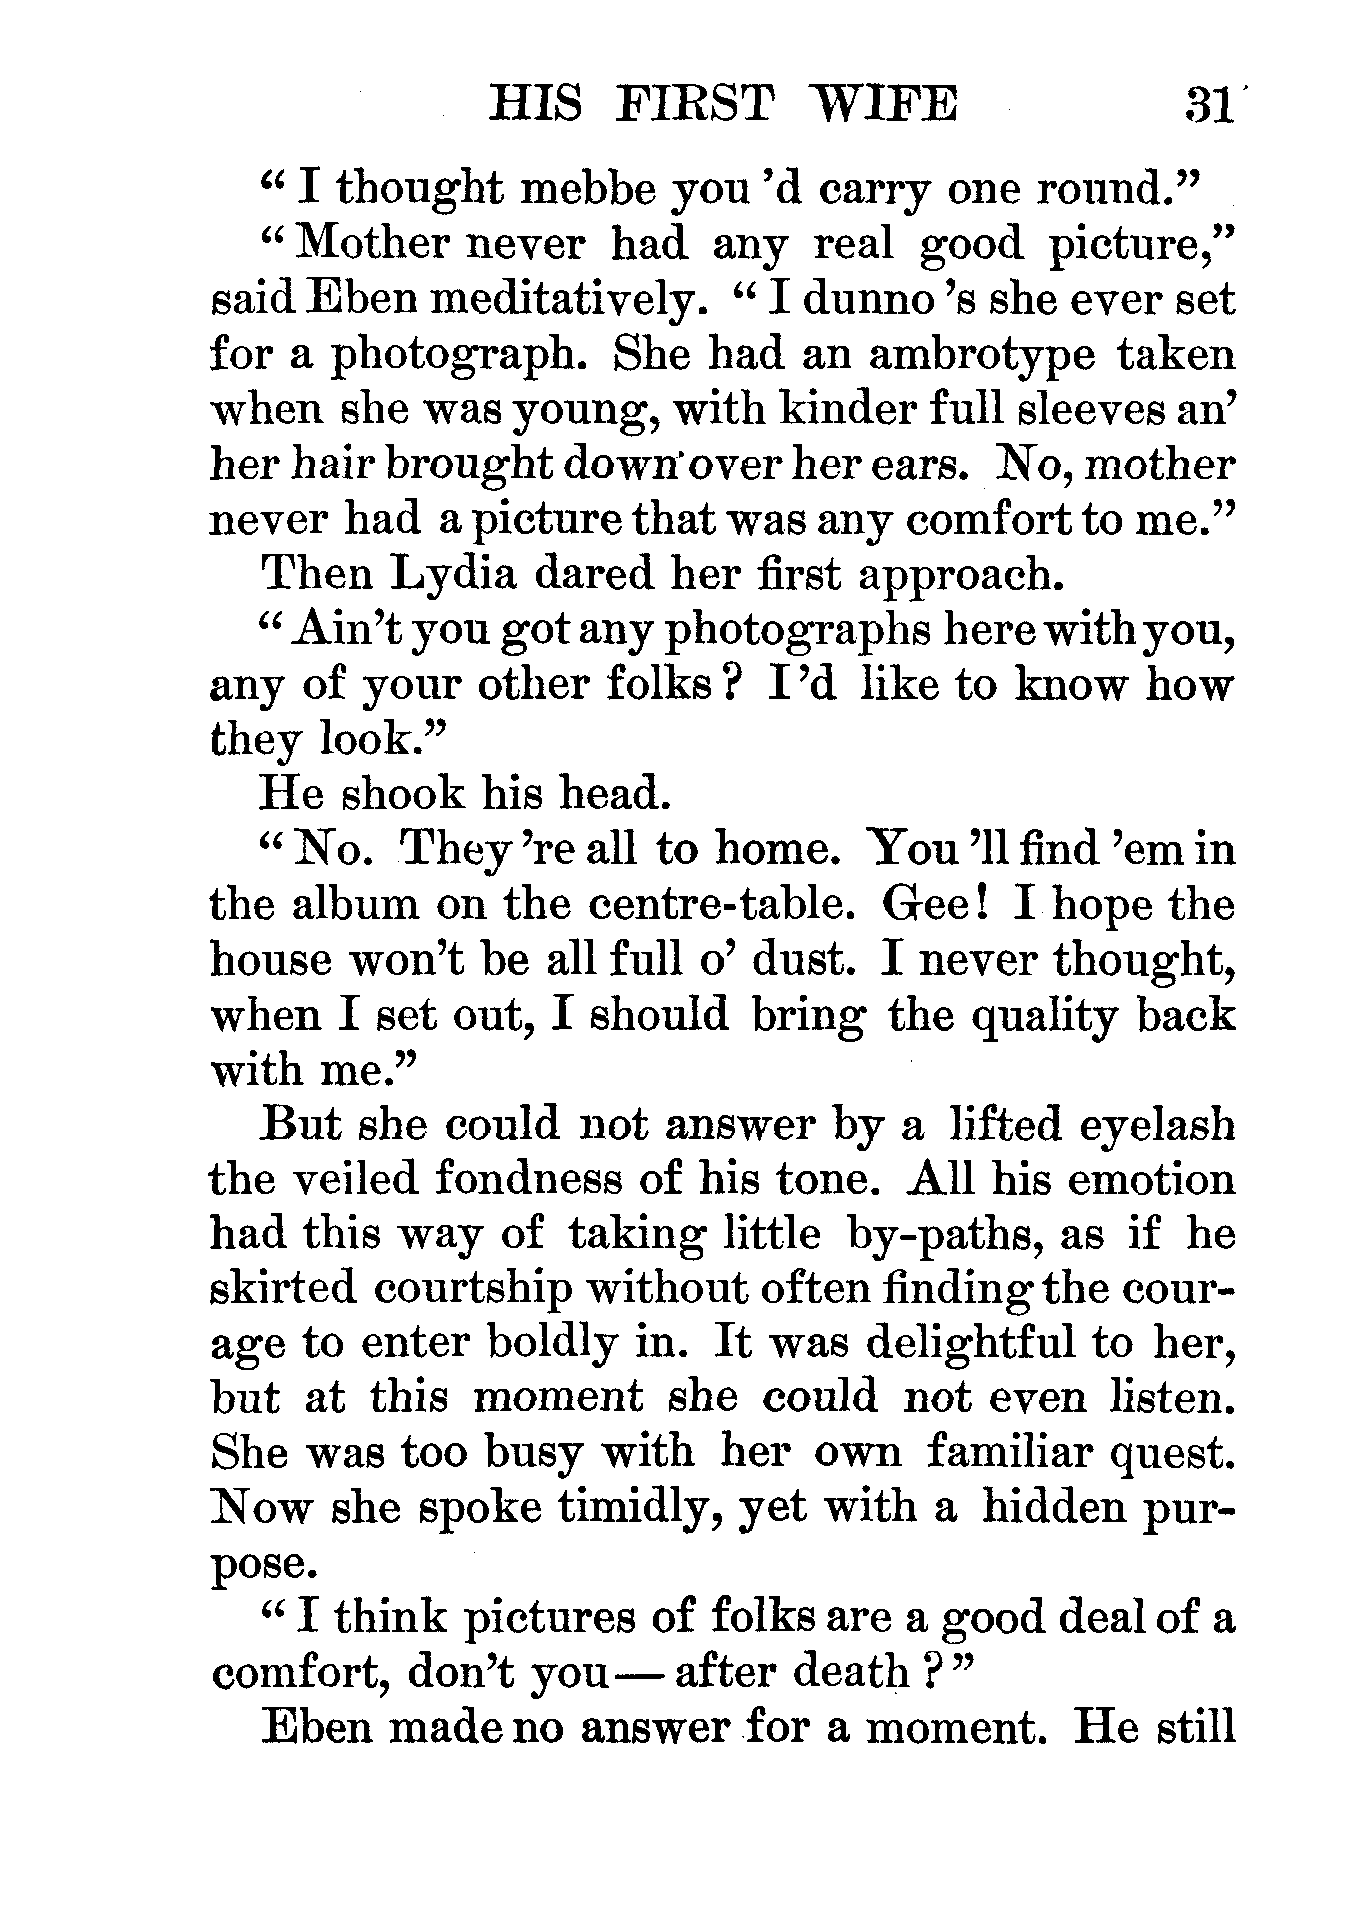 HIS FIRST WIFE 31
“ I thought mebbe you ’d carry one round.”
“ Mother never had any real good picture,”
said Eben meditatively. “ I dunno ’s she ever set
for a photograph. She had an ambrotype taken
when she was young, with kinder full sleeves an’
her hair brought down over her ears. No, mother
never had a picture that was any comfort to me.”
Then Lydia dared her first approach.
“ Ain’t you got any photographs here with you,
any of your other folks ? I ’d like to know how
they look.”
He shook his head.
“ No. They ’re all to home. You ’ll find ’em in
the album on the centre-table. Gee! I hope the
house won’t be all full o’ dust. I never thought,
when I set out, I should bring the quality back
with me.”
But she could not answer by a lifted eyelash
the veiled fondness of his tone. All his emotion
had this way of taking little by-paths, as if he
skirted courtship without often finding the cour-
age to enter boldly in. It was delightful to her,
but at this moment she could not even listen.
She was too busy with her own familiar quest.
Now she spoke timidly, yet with a hidden pur-
pose.
“ I think pictures of folks are a good deal of a
comfort, don’t you — after death ? ”
Eben made no answer for a moment. He still